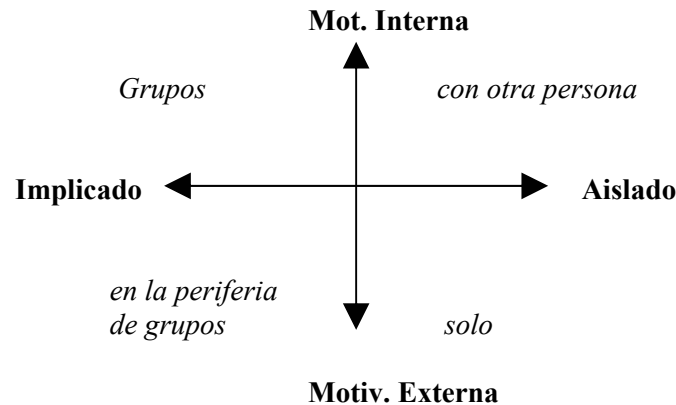 Mot. Interna
Grupos
con otra persona
Implicado
Aislado
en la periferia
de grupos
solo
Motiv. Externa